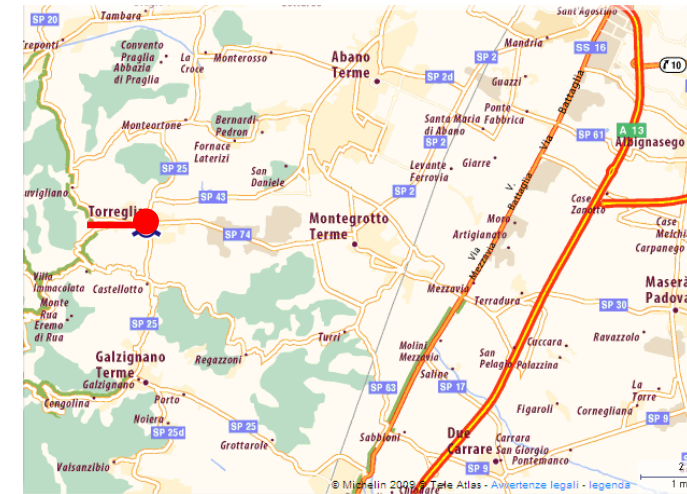 SP 20
Tambara
Sant'Agostino
Treponti
Convento
Praglia
Abbazia
di Praglia
La
Croce
Monterosso
Abano
Terme
Mandria
SS 16
SP 2
SP 2d
10
Guazzi
Monteortone
Bernardi
Pedron
Santa Maria
di Abano
Ponte
Fabbrica
Via Battaglia
SP 61
A 13
Albignasego
Fornace
Laterizi
SP 25
San
Daniele
Levante
Ferrovia
Giarre
SP 2
SP 43
uvigliano
Torreglia
SP 74
Montegrotto
Terme
Moro
Artigianato
V. Battaglia
Case
Zanotto
Case
Melchi
Carpanego
Via Mezzavia
Villa
Immacolata
Castelletto
Monte
Rua
Eremo
di Rua
Mezzavia
Terradura
SP 30
Maserà
Padova
SP 25
Turri
Molini
Mezzavia
Cuccara
Ravazzolo
Galzignano
Terme
Galzignano
Regazzoni
San
Pelagio
Palazzina
Saline
SP 63
SP 17
La
Torre
Cengolina
Porto
Noiera
SP 25d
SP 25
Figaroli
Cornegliana
SP 9
Grottarole
Sabbioni
Due
Carrare
Carrara
San Giorgio
Pontemanco
Valsanzibio
SP 9
2
© Michelin 2009 © Tele Atlas - Avvertenze legali - legenda
1 m